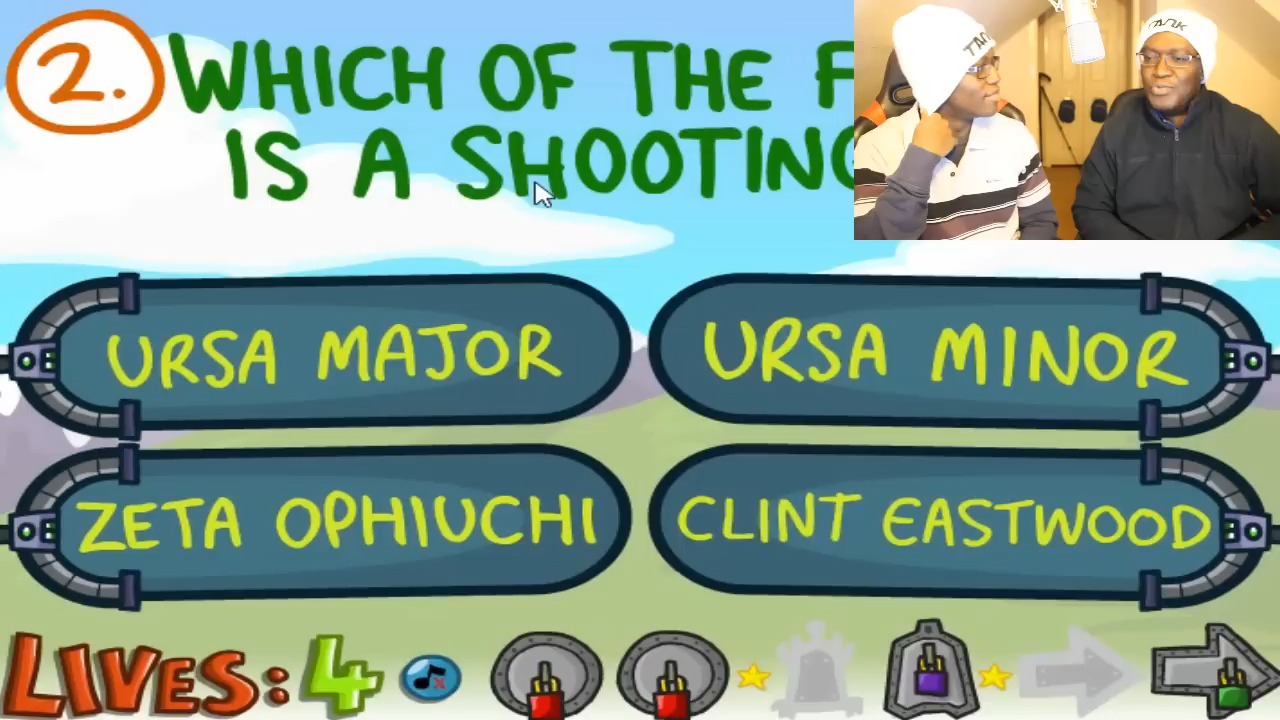 2. WHICH OF THE
IS A SHOOTING
URSA MAJOR
URSA MINOR
ZETA OPHIUCHI
CLINT EASTWOOD
LIVES: 4